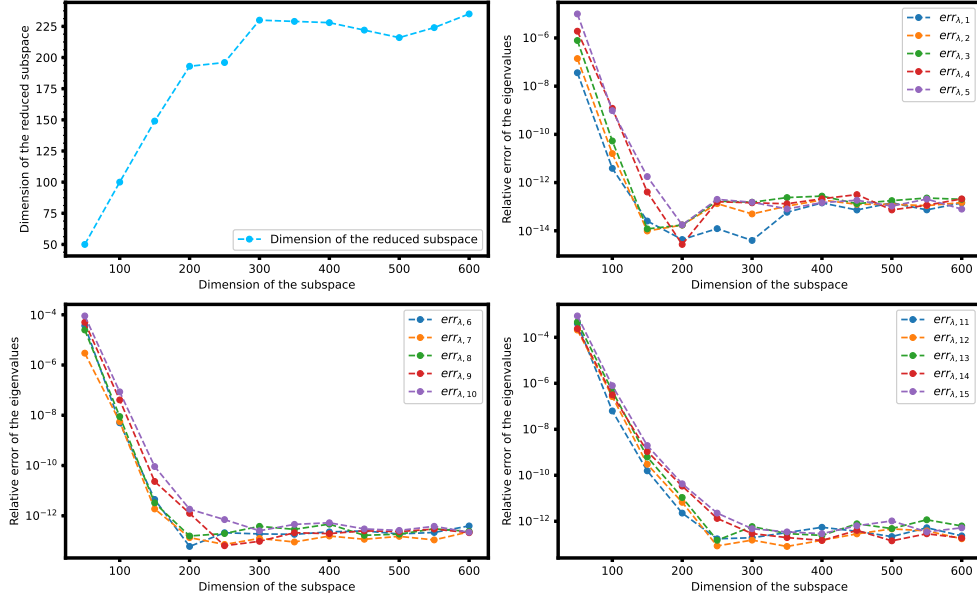 Dimension of the reduced subspace
225
200
175
150
125
100
75
50
Dimension of the reduced subspace
100 200 300 400 500 600
Dimension of the subspace
Relative error of the eigenvalues
10⁻⁶
10⁻⁸
10⁻¹⁰
10⁻¹²
10⁻¹⁴
err_λ, 1
err_λ, 2
err_λ, 3
err_λ, 4
err_λ, 5
100 200 300 400 500 600
Dimension of the subspace
Relative error of the eigenvalues
10⁻⁴
10⁻⁶
10⁻⁸
10⁻¹⁰
10⁻¹²
err_λ, 6
err_λ, 7
err_λ, 8
err_λ, 9
err_λ, 10
100 200 300 400 500 600
Dimension of the subspace
Relative error of the eigenvalues
10⁻⁴
10⁻⁶
10⁻⁸
10⁻¹⁰
10⁻¹²
err_λ, 11
err_λ, 12
err_λ, 13
err_λ, 14
err_λ, 15
100 200 300 400 500 600
Dimension of the subspace